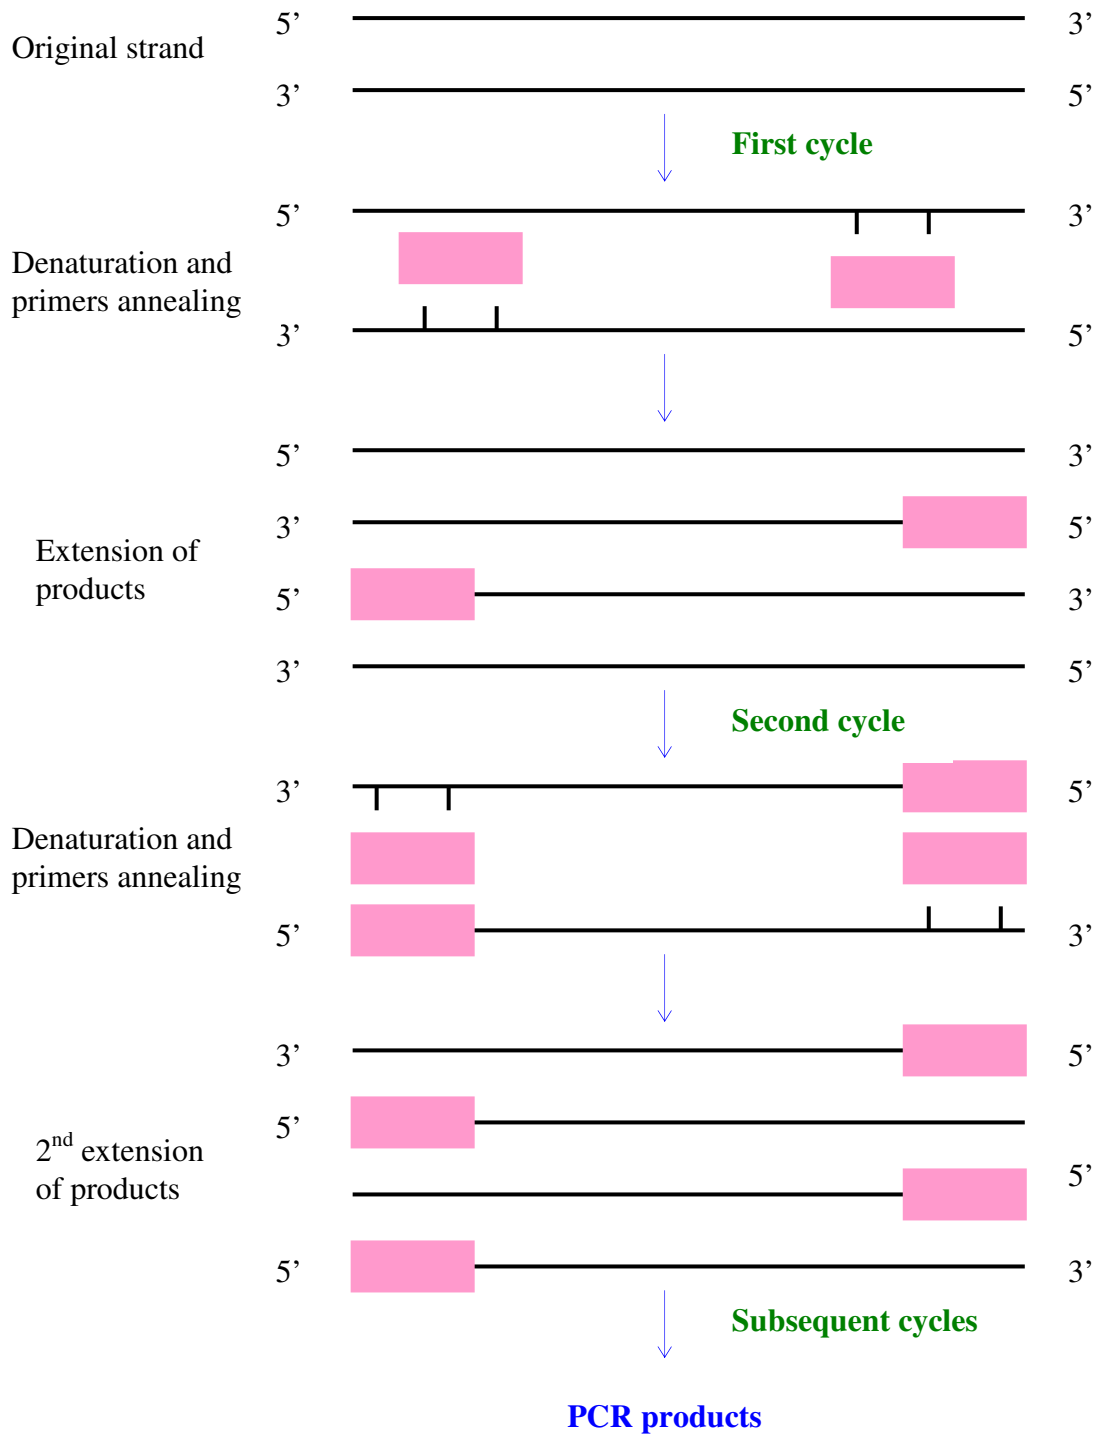 5’ 3’
Original strand
3’ 5’
First cycle
5’ 3’
Denaturation and
primers annealing
3’ 5’
5’ 3’
3’ 5’
Extension of
products
5’ 3’
3’ 5’
Second cycle
3’ 5’
Denaturation and
primers annealing
5’ 3’
3’ 5’
5’
2nd extension
of products
5’
5’ 3’
Subsequent cycles
PCR products